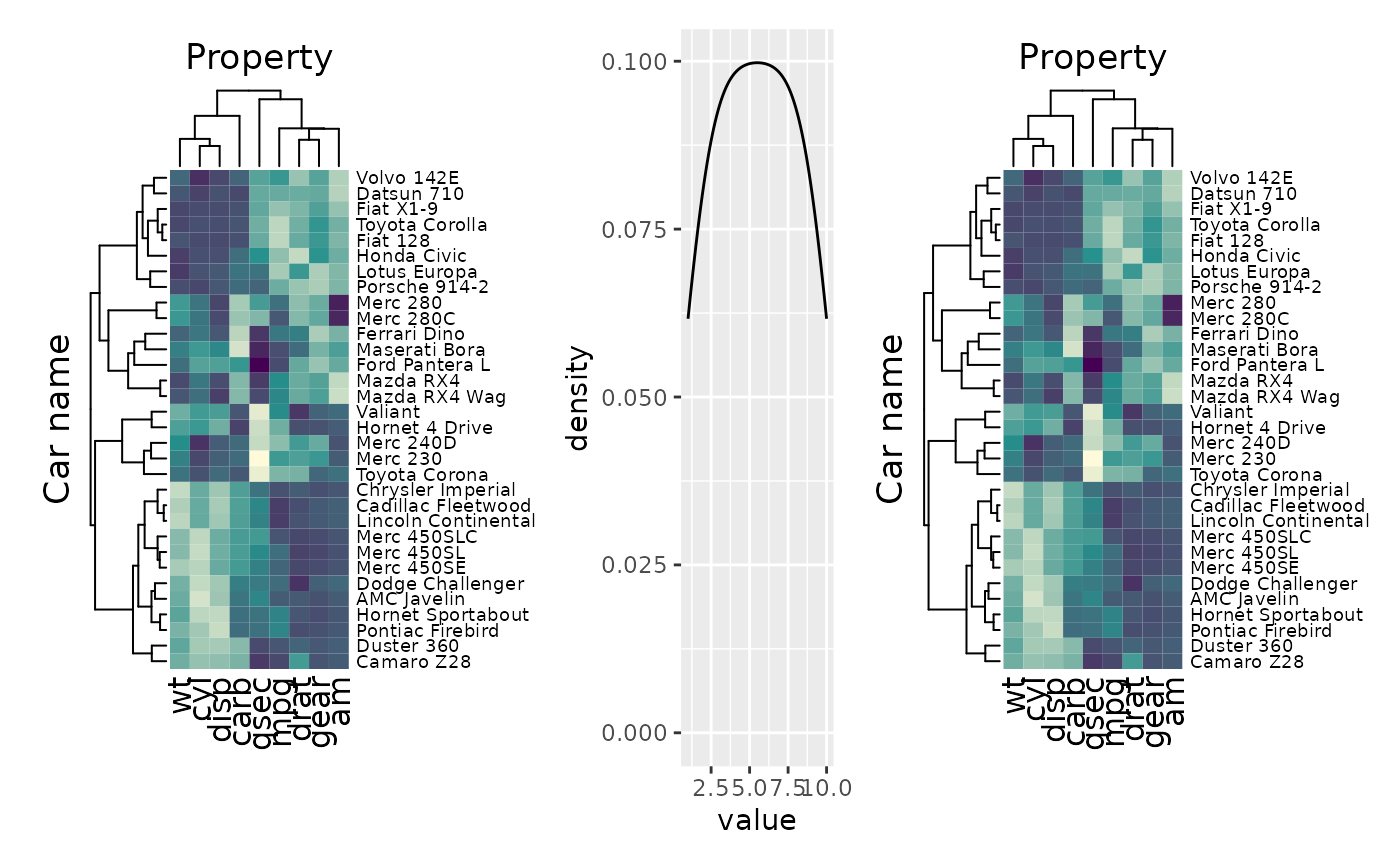 Property
Car name
Volvo 142E
Datsun 710
Fiat X1-9
Toyota Corolla
Fiat 128
Honda Civic
Lotus Europa
Porsche 914-2
Merc 280
Merc 280C
Ferrari Dino
Maserati Bora
Ford Pantera L
Mazda RX4
Mazda RX4 Wag
Valiant
Hornet 4 Drive
Merc 240D
Merc 230
Toyota Corona
Chrysler Imperial
Cadillac Fleetwood
Lincoln Continental
Merc 450SLC
Merc 450SL
Merc 450SE
Dodge Challenger
AMC Javelin
Hornet Sportabout
Pontiac Firebird
Duster 360
Camaro Z28
wt
cyl
disp
carb
qsec
mpg
drat
gear
am
density
0.100
0.075
0.050
0.025
0.000
2.5 5.0 7.5 10.0
value
Property
Car name
Volvo 142E
Datsun 710
Fiat X1-9
Toyota Corolla
Fiat 128
Honda Civic
Lotus Europa
Porsche 914-2
Merc 280
Merc 280C
Ferrari Dino
Maserati Bora
Ford Pantera L
Mazda RX4
Mazda RX4 Wag
Valiant
Hornet 4 Drive
Merc 240D
Merc 230
Toyota Corona
Chrysler Imperial
Cadillac Fleetwood
Lincoln Continental
Merc 450SLC
Merc 450SL
Merc 450SE
Dodge Challenger
AMC Javelin
Hornet Sportabout
Pontiac Firebird
Duster 360
Camaro Z28
wt
cyl
disp
carb
qsec
mpg
drat
gear
am